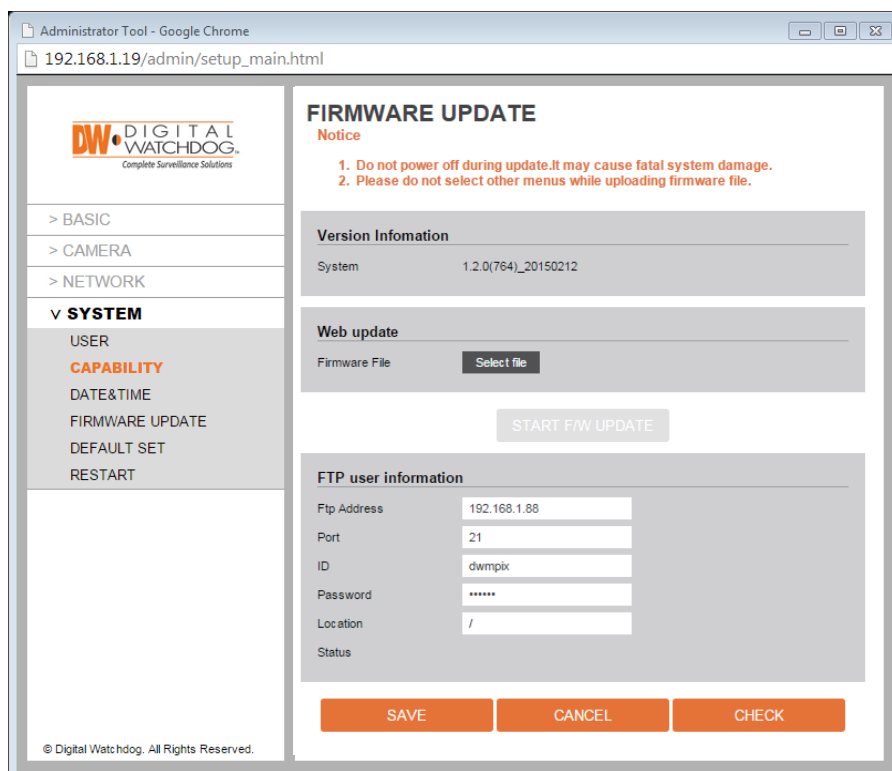 Administrator Tool - Google Chrome
192.168.1.19/admin/setup_main.html
DW DIGITAL
WATCHDOG™
Complete Surveillance Solutions
> BASIC
> CAMERA
> NETWORK
v SYSTEM
USER
CAPABILITY
DATE&TIME
FIRMWARE UPDATE
DEFAULT SET
RESTART
© Digital Watchdog. All Rights Reserved.
FIRMWARE UPDATE
Notice
1. Do not power off during update.It may cause fatal system damage.
2. Please do not select other menus while uploading firmware file.
Version Infomation
System 1.2.0(764)_20150212
Web update
Firmware File Select file
START F/W UPDATE
FTP user information
Ftp Address 192.168.1.88
Port 21
ID dwmpix
Password ••••••
Location /
Status
SAVE CANCEL CHECK